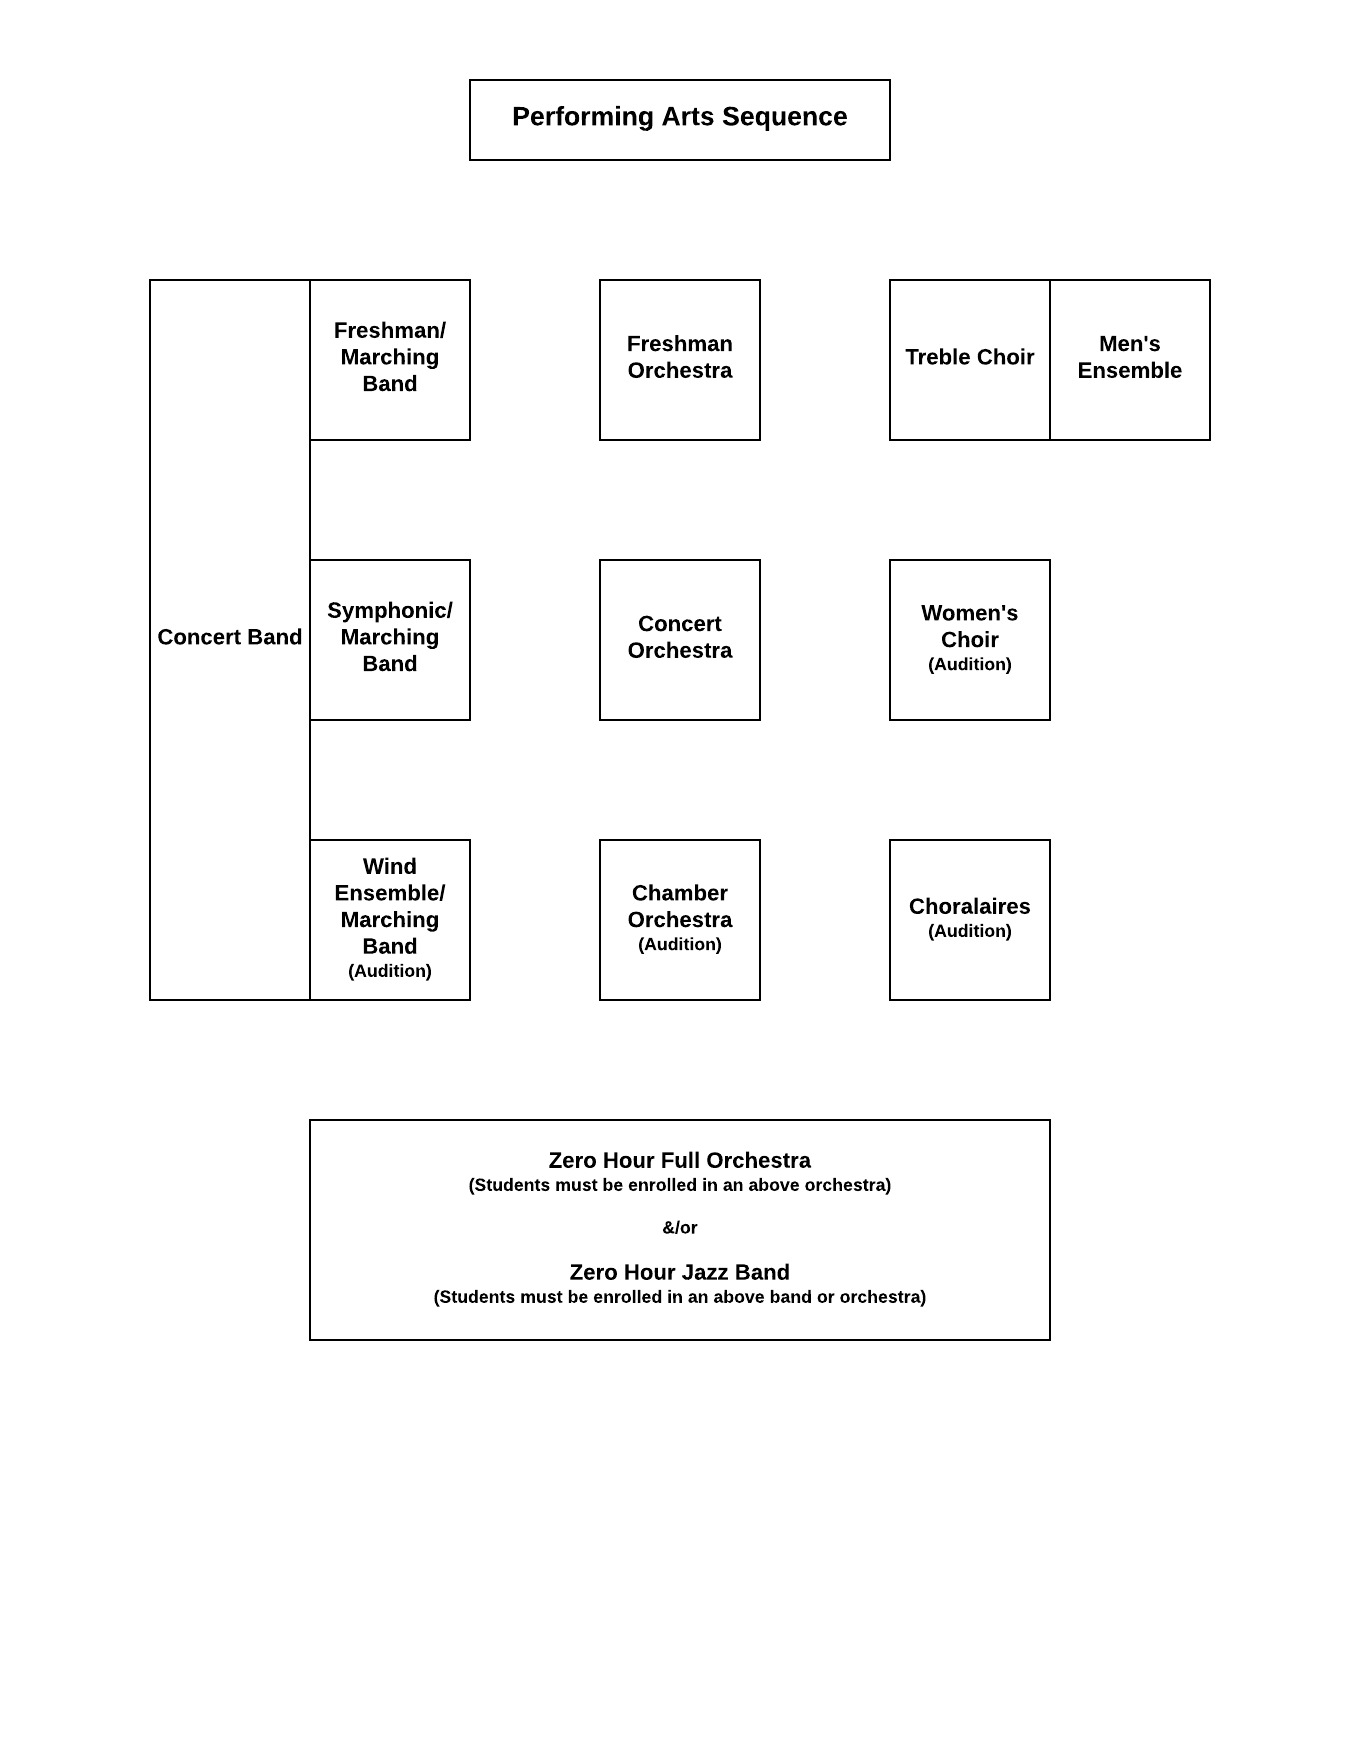 Performing Arts Sequence
Concert Band
Freshman/
Marching
Band
Freshman
Orchestra
Treble Choir
Men's
Ensemble
Symphonic/
Marching
Band
Concert
Orchestra
Women's
Choir
(Audition)
Wind
Ensemble/
Marching
Band
(Audition)
Chamber
Orchestra
(Audition)
Choralaires
(Audition)
Zero Hour Full Orchestra
(Students must be enrolled in an above orchestra)
&/or
Zero Hour Jazz Band
(Students must be enrolled in an above band or orchestra)